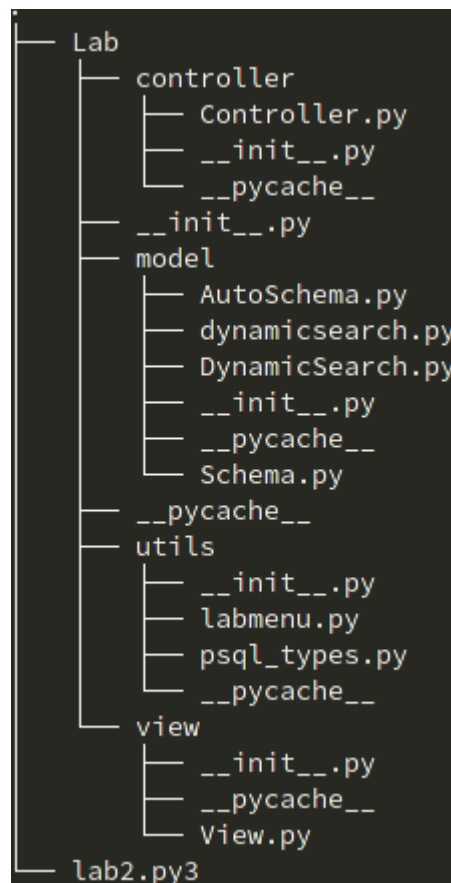 .
├── Lab
│   ├── controller
│   │   ├── Controller.py
│   │   ├── __init__.py
│   │   └── __pycache__
│   ├── __init__.py
│   ├── model
│   │   ├── AutoSchema.py
│   │   ├── dynamicsearch.py
│   │   ├── DynamicSearch.py
│   │   ├── __init__.py
│   │   ├── __pycache__
│   │   └── Schema.py
│   ├── __pycache__
│   ├── utils
│   │   ├── __init__.py
│   │   ├── labmenu.py
│   │   ├── psql_types.py
│   │   └── __pycache__
│   └── view
│       ├── __init__.py
│       ├── __pycache__
│       └── View.py
└── lab2.py3